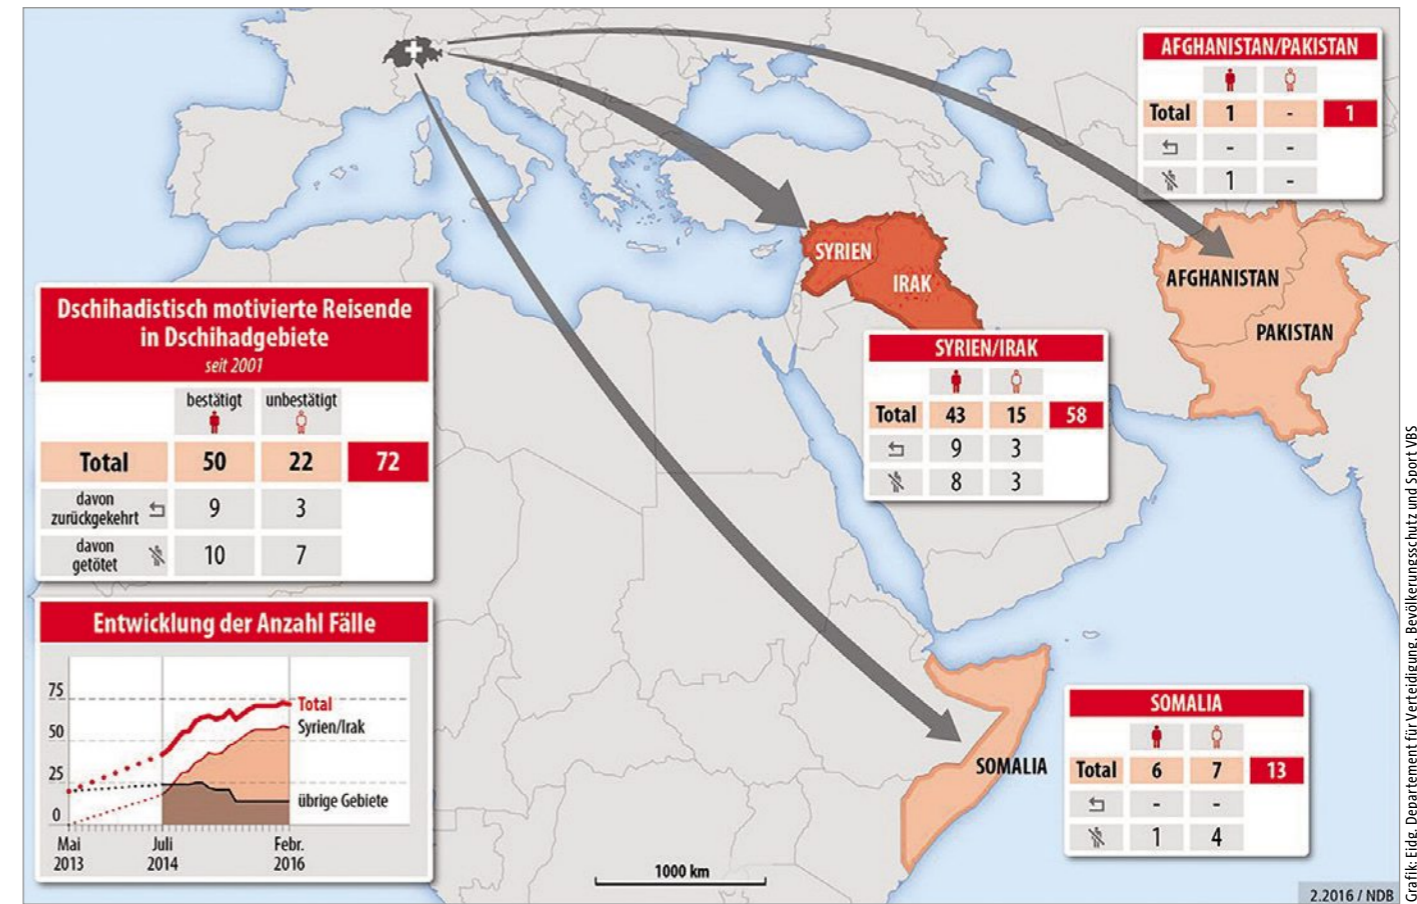 AFGHANISTAN/PAKISTAN
Total 1 - 1
- -
1 -
SYRIEN
IRAK
AFGHANISTAN
PAKISTAN
Dschihadistisch motivierte Reisende
in Dschihadgebiete
seit 2001
bestätigt unbestätigt
Total 50 22 72
davon
zurückgekehrt 9 3
davon
getötet 10 7
SYRIEN/IRAK
Total 43 15 58
9 3
8 3
Entwicklung der Anzahl Fälle
75
50
25
0
Total
Syrien/Irak
übrige Gebiete
Mai
2013
Juli
2014
Febr.
2016
SOMALIA
SOMALIA
Total 6 7 13
- -
1 4
1000 km
2.2016 / NDB
Grafik: Eidg. Departement für Verteidigung, Bevölkerungsschutz und Sport VBS